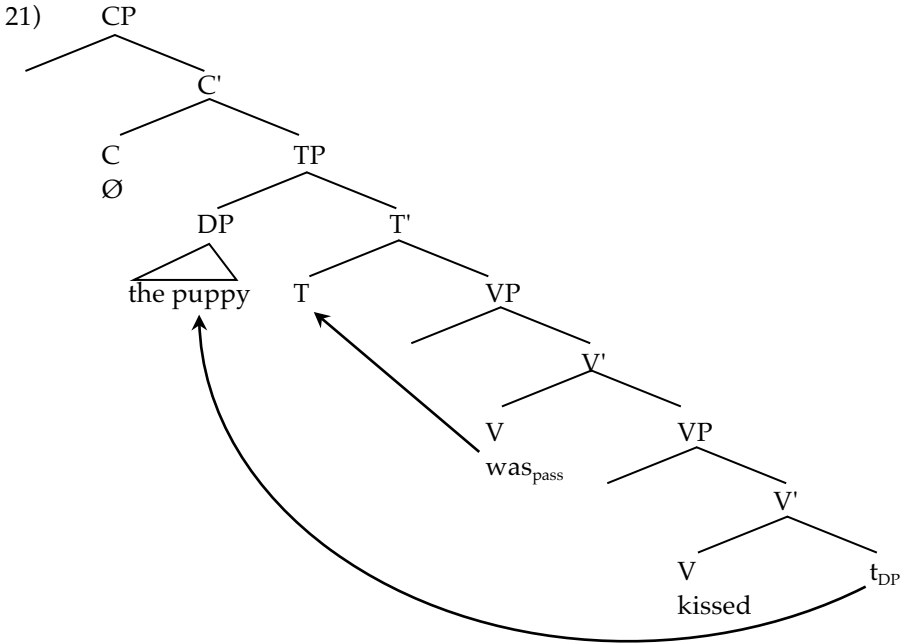 21) CP
C'
C TP
Ø
DP T'
the puppy T VP
V'
V VP
was_pass
V'
V t_DP
kissed